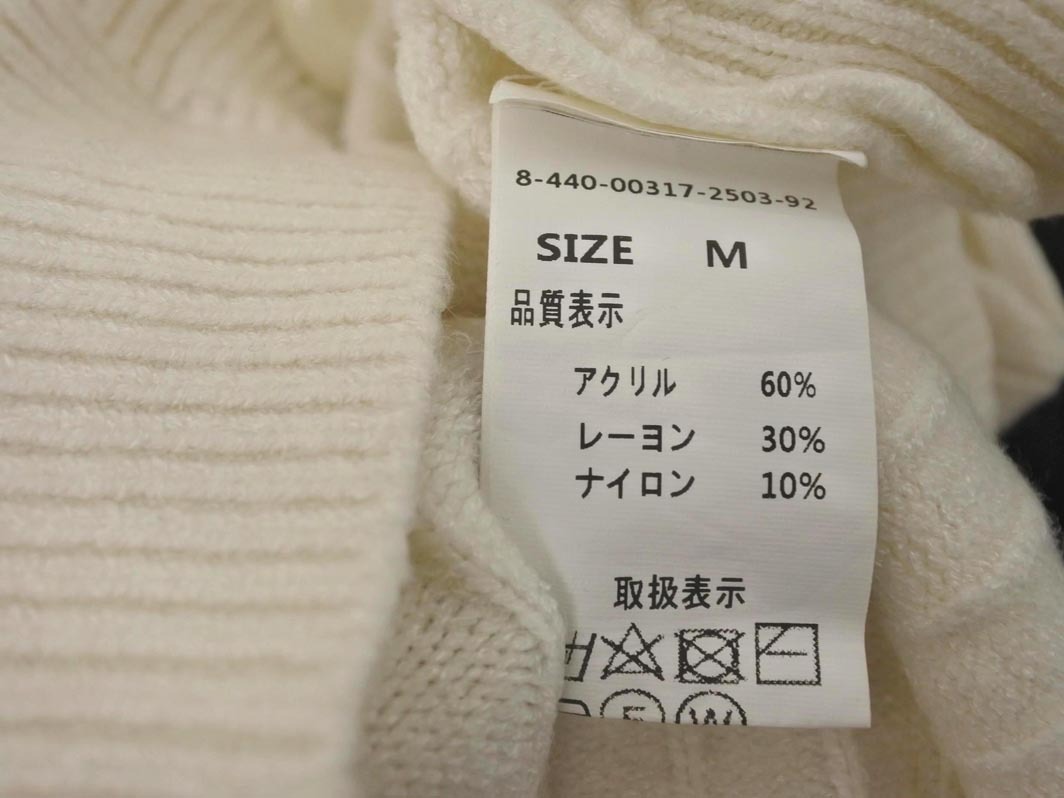 8-440-00317-2503-92
SIZE M
品質表示
アクリル 60%
レーヨン 30%
ナイロン 10%
取扱表示
F W